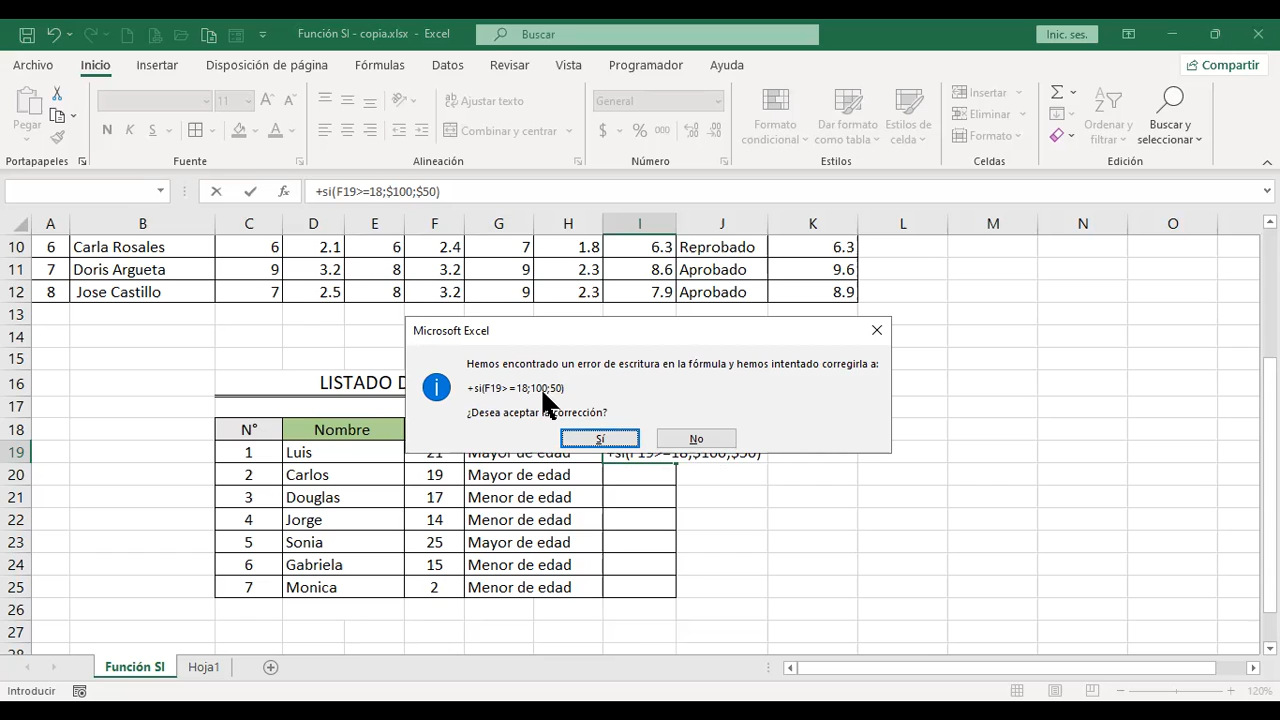 Función SI - copia.xlsx - Excel
Buscar
Inic. ses.
Archivo Inicio Insertar Disposición de página Fórmulas Datos Revisar Vista Programador Ayuda Compartir
Pegar
11
N K S
Ajustar texto
Combinar y centrar
General
$ % 000
Formato condicional
Dar formato como tabla
Estilos de celda
Insertar
Eliminar
Formato
Ordenar y filtrar
Buscar y seleccionar
Portapapeles Fuente Alineación Número Estilos Celdas Edición
+si(F19>=18;$100;$50)
A B C D E F G H I J K L M N O
10 6 Carla Rosales 6 2.1 6 2.4 7 1.8 6.3 Reprobado 6.3
11 7 Doris Argueta 9 3.2 8 3.2 9 2.3 8.6 Aprobado 9.6
12 8 Jose Castillo 7 2.5 8 3.2 9 2.3 7.9 Aprobado 8.9
13
14
15
16 LISTADO D
17
18 N° Nombre
19 1 Luis 21 Mayor de edad +si(F19>=18;$100;$50)
20 2 Carlos 19 Mayor de edad
21 3 Douglas 17 Menor de edad
22 4 Jorge 14 Menor de edad
23 5 Sonia 25 Mayor de edad
24 6 Gabriela 15 Menor de edad
25 7 Monica 2 Menor de edad
26
27
28
Microsoft Excel
Hemos encontrado un error de escritura en la fórmula y hemos intentado corregirla a:
+si(F19>=18;100;50)
¿Desea aceptar la corrección?
Sí No
Función SI Hoja1
Introducir
120%